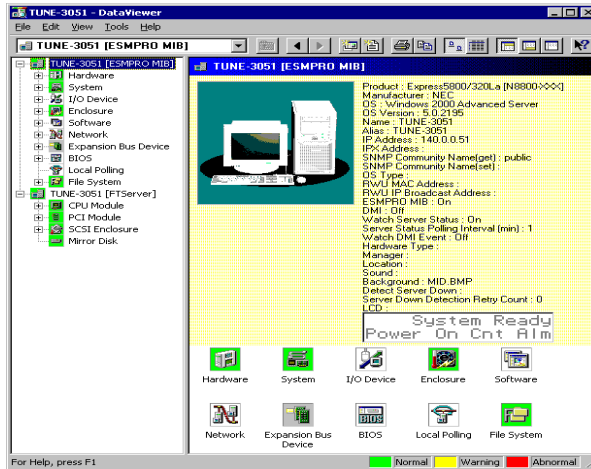 TUNE-3051 - DataViewer
File Edit View Tools Help
TUNE-3051 [ESMPRO MIB]
TUNE-3051 [ESMPRO MIB]
Hardware
System
I/O Device
Enclosure
Software
Network
Expansion Bus Device
BIOS
Local Polling
File System
TUNE-3051 [FTServer]
CPU Module
PCI Module
SCSI Enclosure
Mirror Disk
TUNE-3051 [ESMPRO MIB]
Product : Express5800/320La [N8800-XXX]
Manufacturer : NEC
OS : Windows 2000 Advanced Server
OS Version : 5.0.2195
Name : TUNE-3051
Alias : TUNE-3051
IP Address : 140.0.0.51
IPX Address :
SNMP Community Name(get) : public
SNMP Community Name(set) :
OS Type :
RWU MAC Address :
RWU IP Broadcast Address :
ESMPRO MIB : On
DMI : Off
Watch Server Status : On
Server Status Polling Interval (min) : 1
Watch DMI Event : Off
Hardware Type :
Manager :
Location :
Sound :
Background : MID.BMP
Detect Server Down :
Server Down Detection Retry Count : 0
LCD :
System Ready
Power On Cnt Alm
Hardware System I/O Device Enclosure Software
BIOS
Network Expansion Bus Device BIOS Local Polling File System
For Help, press F1
Normal Warning Abnormal